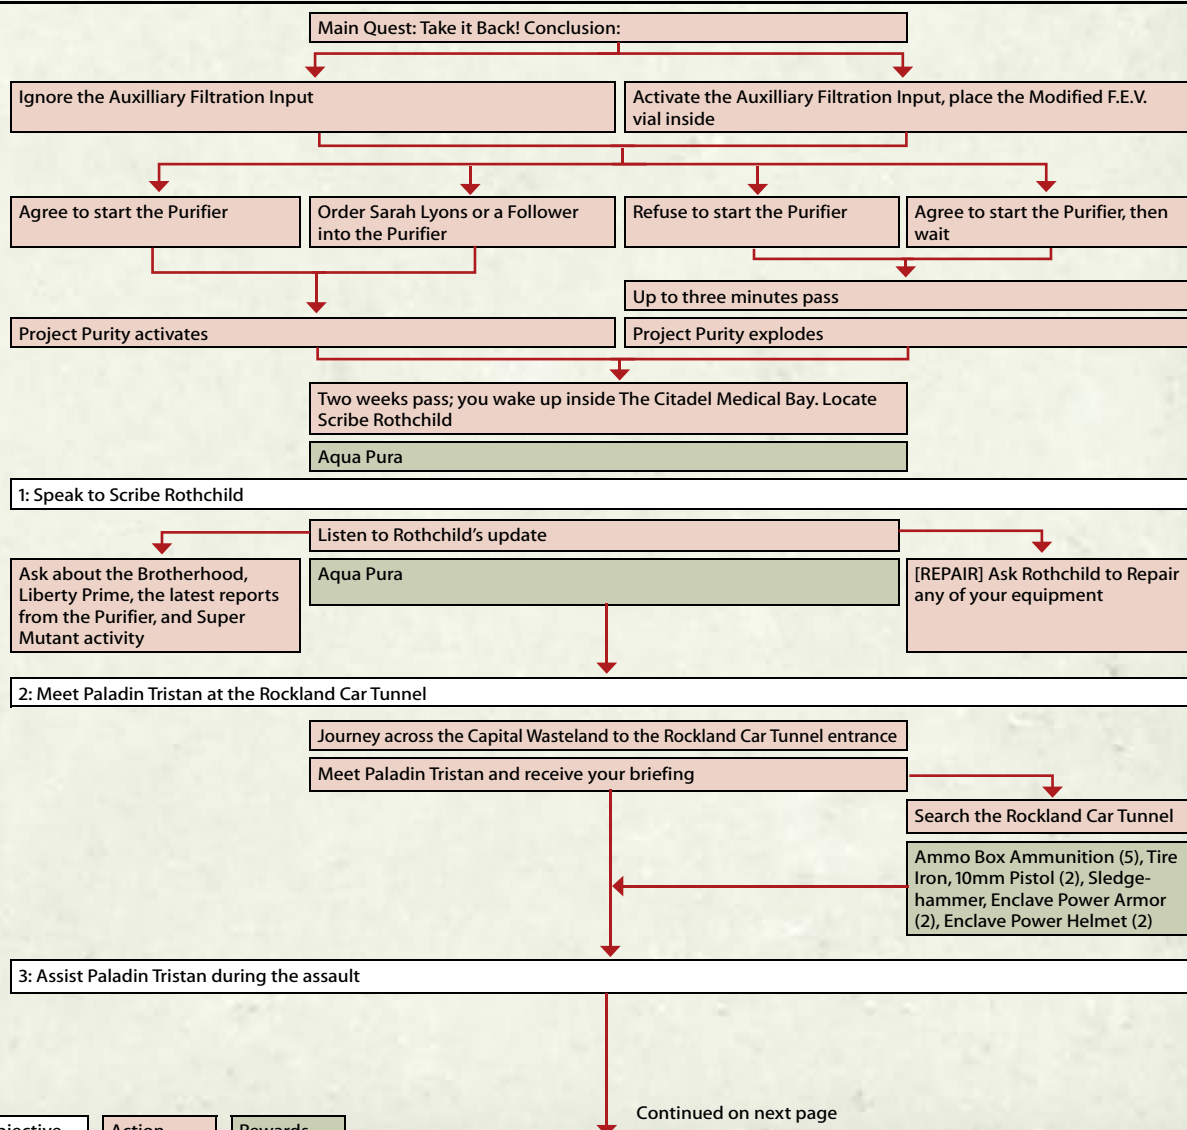 Main Quest: Take it Back! Conclusion:
Ignore the Auxilliary Filtration Input
Activate the Auxilliary Filtration Input, place the Modified F.E.V.
vial inside
Agree to start the Purifier
Order Sarah Lyons or a Follower
into the Purifier
Refuse to start the Purifier
Agree to start the Purifier, then
wait
Up to three minutes pass
Project Purity activates
Project Purity explodes
Two weeks pass; you wake up inside The Citadel Medical Bay. Locate
Scribe Rothchild
Aqua Pura
1: Speak to Scribe Rothchild
Listen to Rothchild's update
Ask about the Brotherhood,
Liberty Prime, the latest reports
from the Purifier, and Super
Mutant activity
Aqua Pura
[REPAIR] Ask Rothchild to Repair
any of your equipment
2: Meet Paladin Tristan at the Rockland Car Tunnel
Journey across the Capital Wasteland to the Rockland Car Tunnel entrance
Meet Paladin Tristan and receive your briefing
Search the Rockland Car Tunnel
Ammo Box Ammunition (5), Tire
Iron, 10mm Pistol (2), Sledge-
hammer, Enclave Power Armor
(2), Enclave Power Helmet (2)
3: Assist Paladin Tristan during the assault
Continued on next page
Action
Rewards